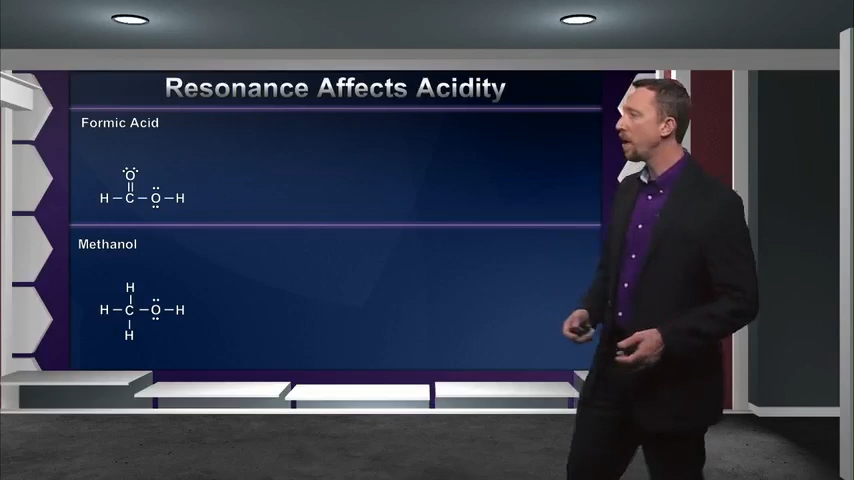 Resonance Affects Acidity
Formic Acid
O
H – C – O – H
Methanol
H
H – C – O – H
H